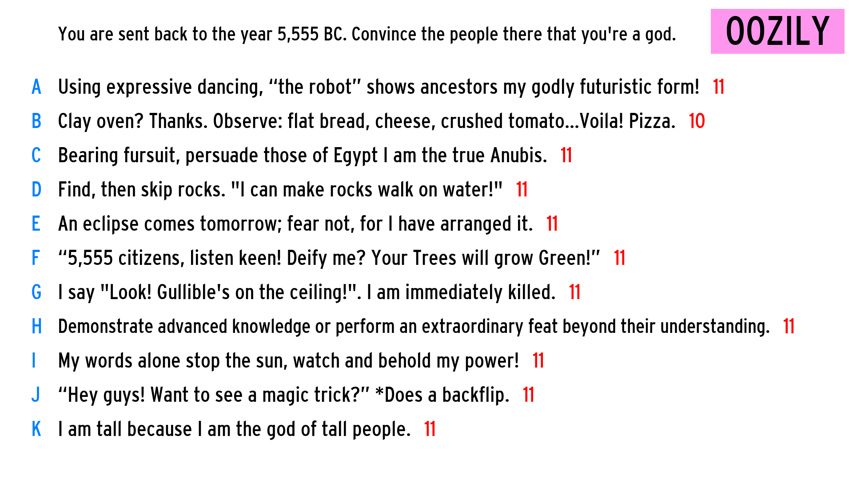 You are sent back to the year 5,555 BC. Convince the people there that you're a god.
OOZILY
A Using expressive dancing, “the robot” shows ancestors my godly futuristic form! 11
B Clay oven? Thanks. Observe: flat bread, cheese, crushed tomato...Voila! Pizza. 10
C Bearing fursuit, persuade those of Egypt I am the true Anubis. 11
D Find, then skip rocks. "I can make rocks walk on water!" 11
E An eclipse comes tomorrow; fear not, for I have arranged it. 11
F “5,555 citizens, listen keen! Deify me? Your Trees will grow Green!” 11
G I say "Look! Gullible's on the ceiling!". I am immediately killed. 11
H Demonstrate advanced knowledge or perform an extraordinary feat beyond their understanding. 11
I My words alone stop the sun, watch and behold my power! 11
J “Hey guys! Want to see a magic trick?” *Does a backflip. 11
K I am tall because I am the god of tall people. 11